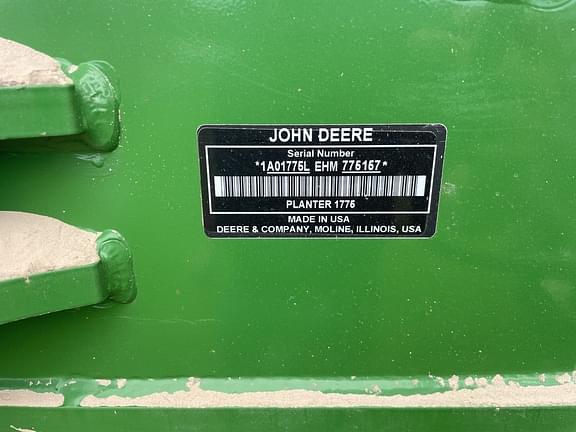 JOHN DEERE
Serial Number
*1A01775L EHM 775157*
PLANTER 1775
MADE IN USA
DEERE & COMPANY, MOLINE, ILLINOIS, USA